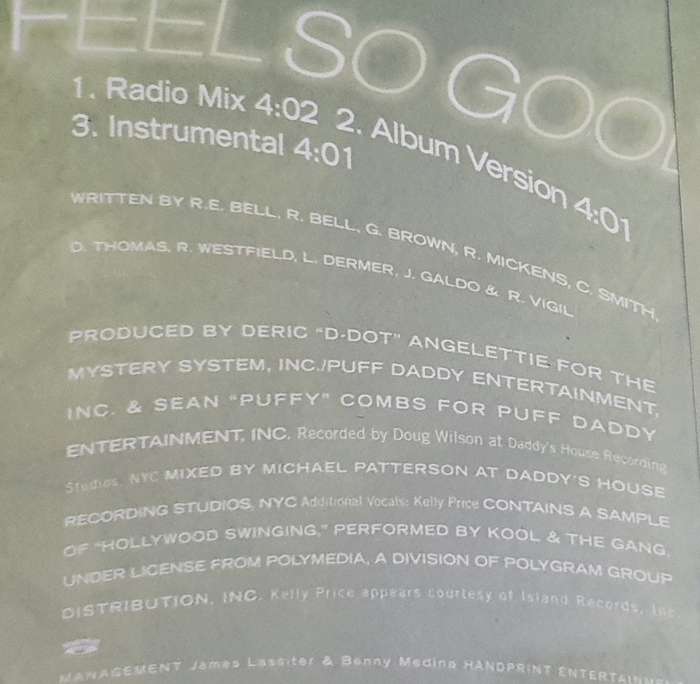 FEEL SO GOOD
1. Radio Mix 4:02 2. Album Version 4:01
3. Instrumental 4:01
WRITTEN BY R.E. BELL, R. BELL, G. BROWN, R. MICKENS, C. SMITH,
D. THOMAS, R. WESTFIELD, L. DERMER, J. GALDO & R. VIGIL
PRODUCED BY DERIC "D-DOT" ANGELETTIE FOR THE
MYSTERY SYSTEM, INC./PUFF DADDY ENTERTAINMENT,
INC. & SEAN "PUFFY" COMBS FOR PUFF DADDY
ENTERTAINMENT, INC. Recorded by Doug Wilson at Daddy's House Recording
Studios, NYC MIXED BY MICHAEL PATTERSON AT DADDY'S HOUSE
RECORDING STUDIOS, NYC Additional Vocals: Kelly Price CONTAINS A SAMPLE
OF "HOLLYWOOD SWINGING," PERFORMED BY KOOL & THE GANG,
UNDER LICENSE FROM POLYMEDIA, A DIVISION OF POLYGRAM GROUP
DISTRIBUTION, INC. Kelly Price appears courtesy of Island Records, Inc.
MANAGEMENT James Lassiter & Benny Medina HANDPRINT ENTERTAINMENT